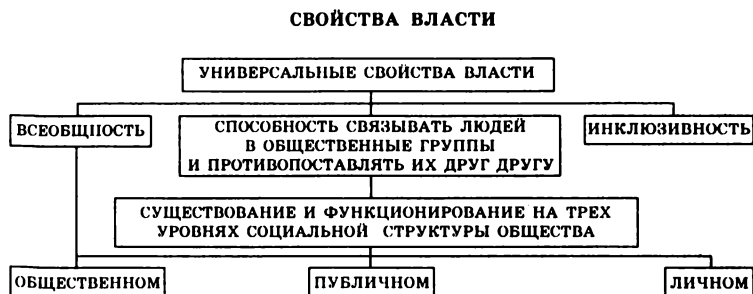 СВОЙСТВА ВЛАСТИ
УНИВЕРСАЛЬНЫЕ СВОЙСТВА ВЛАСТИ
ВСЕОБЩНОСТЬ
СПОСОБНОСТЬ СВЯЗЫВАТЬ ЛЮДЕЙ
В ОБЩЕСТВЕННЫЕ ГРУППЫ
И ПРОТИВОПОСТАВЛЯТЬ ИХ ДРУГ ДРУГУ
ИНКЛЮЗИВНОСТЬ
СУЩЕСТВОВАНИЕ И ФУНКЦИОНИРОВАНИЕ НА ТРЕХ
УРОВНЯХ СОЦИАЛЬНОЙ СТРУКТУРЫ ОБЩЕСТВА
ОБЩЕСТВЕННОМ
ПУБЛИЧНОМ
ЛИЧНОМ